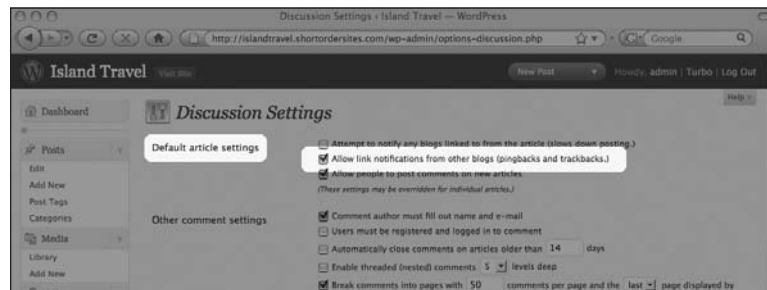 Discussion Settings ‹ Island Travel — WordPress
http://islandtravel.shortordersites.com/wp-admin/options-discussion.php
Google
Island Travel Visit Site New Post Howdy, admin | Turbo | Log Out
Help
Dashboard
Discussion Settings
Default article settings
Attempt to notify any blogs linked to from the article (slows down posting.)
Allow link notifications from other blogs (pingbacks and trackbacks.)
Allow people to post comments on new articles
(These settings may be overridden for individual articles.)
Posts
Edit
Add New
Post Tags
Categories
Media
Library
Add New
Other comment settings
Comment author must fill out name and e-mail
Users must be registered and logged in to comment
Automatically close comments on articles older than 14 days
Enable threaded (nested) comments 5 levels deep
Break comments into pages with 50 comments per page and the last page displayed by